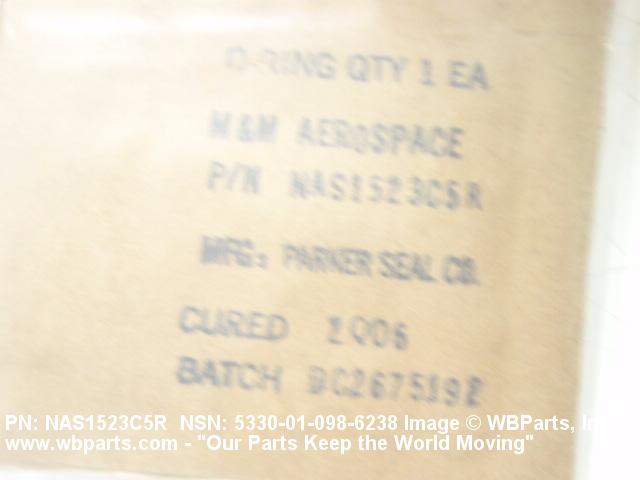 O-RING QTY 1 EA
M&M AEROSPACE
P/N NAS1523C5R
MFG: PARKER SEAL CO.
CURED 2Q06
BATCH
PN: NAS1523C5R NSN: 5330-01-098-6238 Image © WBParts,
www.wbparts.com - "Our Parts Keep the World Moving"